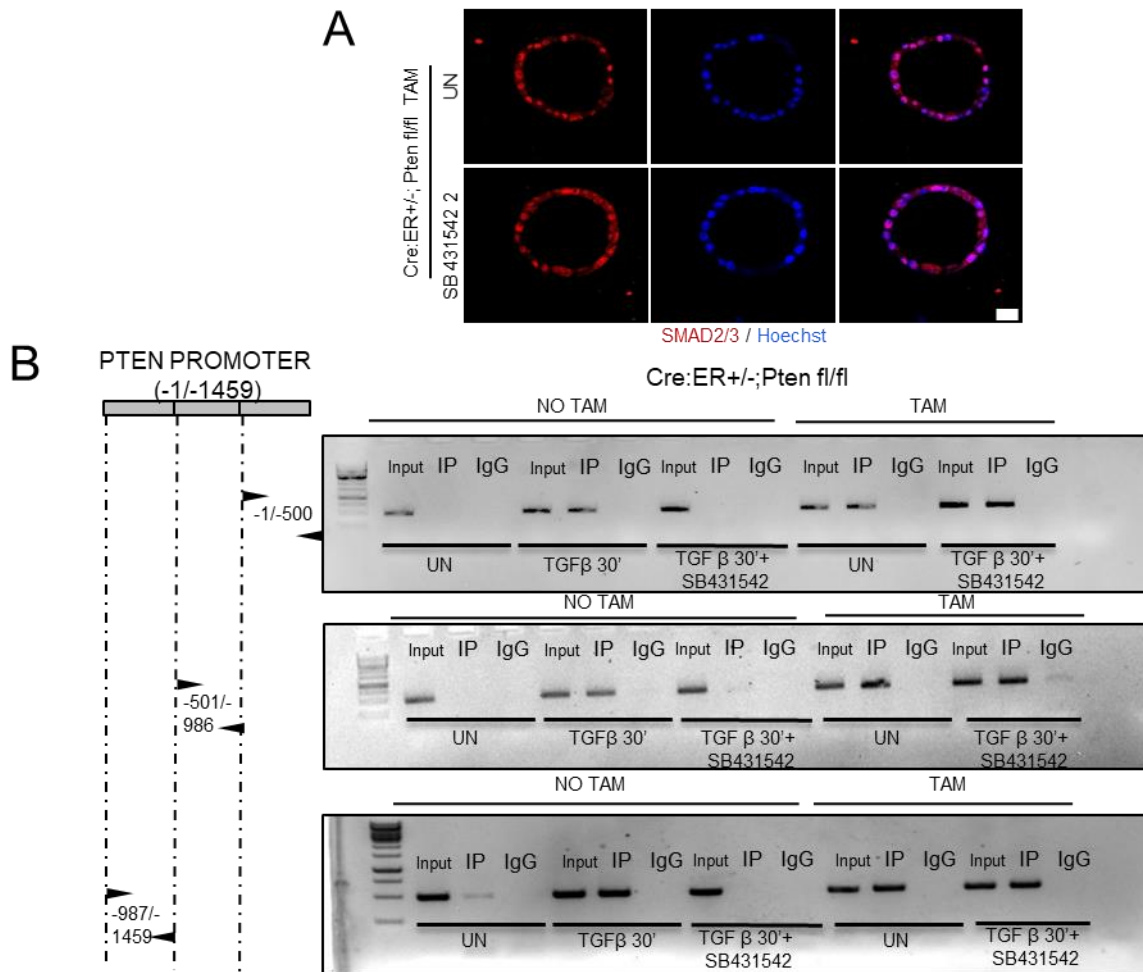 A
Cre:ER+/-; Pten fl/fl TAM
UN
SB431542 2
SMAD2/3 / Hoechst
B
PTEN PROMOTER
(-1/-1459)
Cre:ER+/-;Pten fl/fl
NO TAM
TAM
Input IP IgG Input IP IgG Input IP IgG Input IP IgG Input IP IgG
-1/-500
UN
TGFβ 30'
TGF β 30'+
SB431542
UN
TGF β 30'+
SB431542
NO TAM
TAM
Input IP IgG Input IP IgG Input IP IgG Input IP IgG Input IP IgG
-501/-
986
UN
TGFβ 30'
TGF β 30'+
SB431542
UN
TGF β 30'+
SB431542
NO TAM
TAM
Input IP IgG Input IP IgG Input IP IgG Input IP IgG Input IP IgG
-987/-
1459
UN
TGFβ 30'
TGF β 30'+
SB431542
UN
TGF β 30'+
SB431542